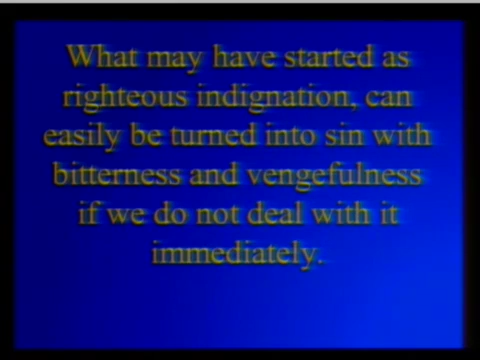 What may have started as
righteous indignation, can
easily be turned into sin with
bitterness and vengefulness
if we do not deal with it
immediately.